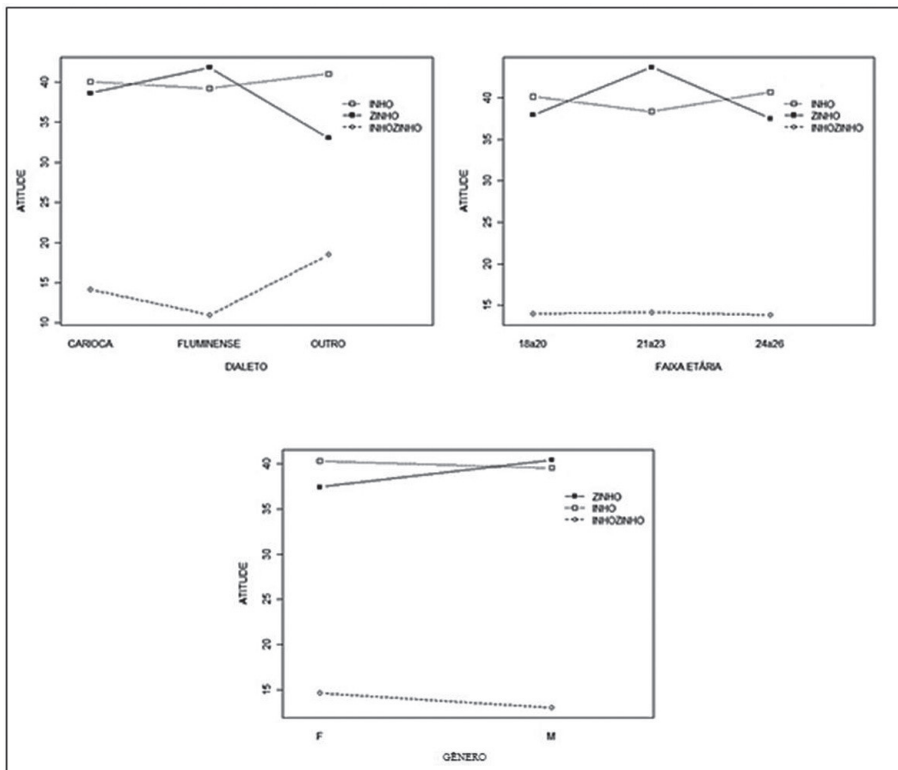 40
35
30
25
20
15
10
ATITUDE
INHO
ZINHO
INHOZINHO
CARIOCA FLUMINENSE OUTRO
DIALETO
40
35
30
25
20
15
ATITUDE
INHO
ZINHO
INHOZINHO
18a20 21a23 24a26
FAIXA ETÁRIA
40
35
30
25
20
15
ATITUDE
ZINHO
INHO
INHOZINHO
F M
GÊNERO